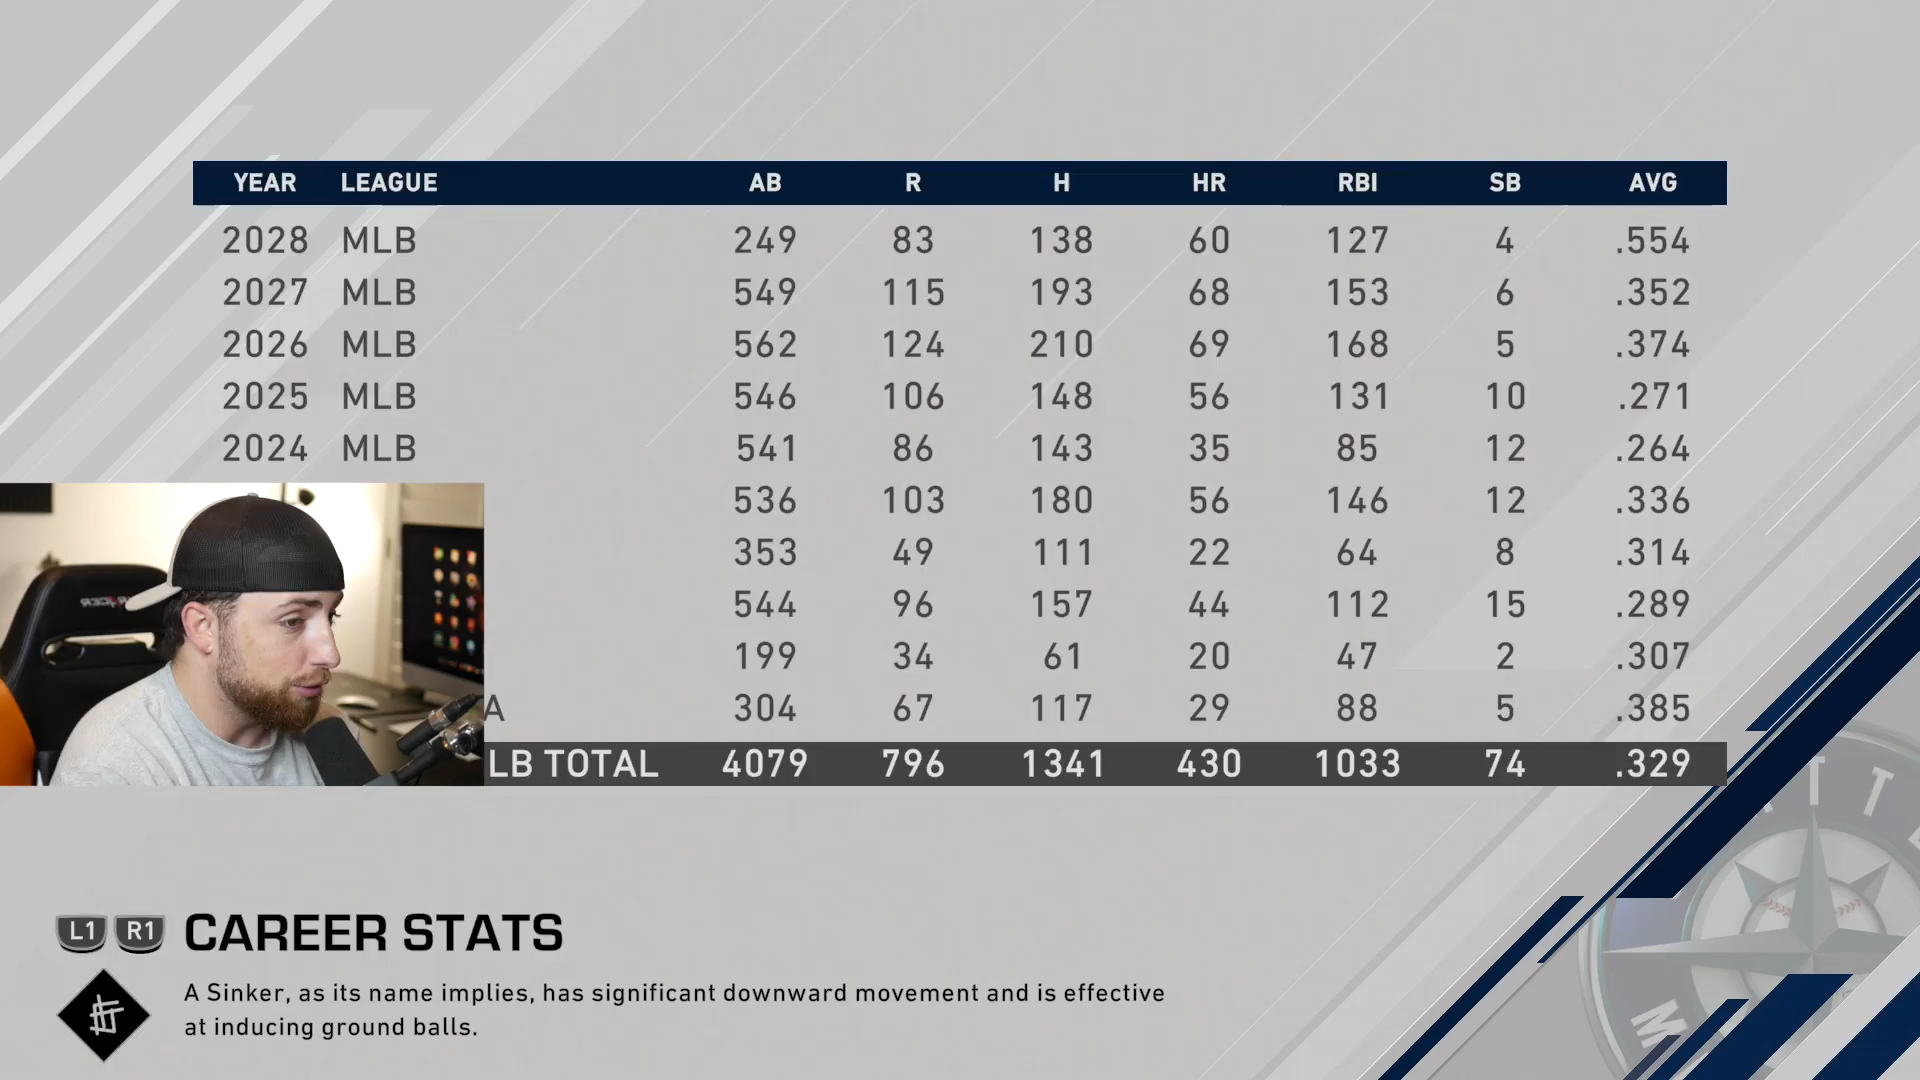 YEAR LEAGUE AB R H HR RBI SB AVG
2028 MLB 249 83 138 60 127 4 .554
2027 MLB 549 115 193 68 153 6 .352
2026 MLB 562 124 210 69 168 5 .374
2025 MLB 546 106 148 56 131 10 .271
2024 MLB 541 86 143 35 85 12 .264
536 103 180 56 146 12 .336
353 49 111 22 64 8 .314
544 96 157 44 112 15 .289
199 34 61 20 47 2 .307
A 304 67 117 29 88 5 .385
LB TOTAL 4079 796 1341 430 1033 74 .329
L1 R1 CAREER STATS
A Sinker, as its name implies, has significant downward movement and is effective
at inducing ground balls.